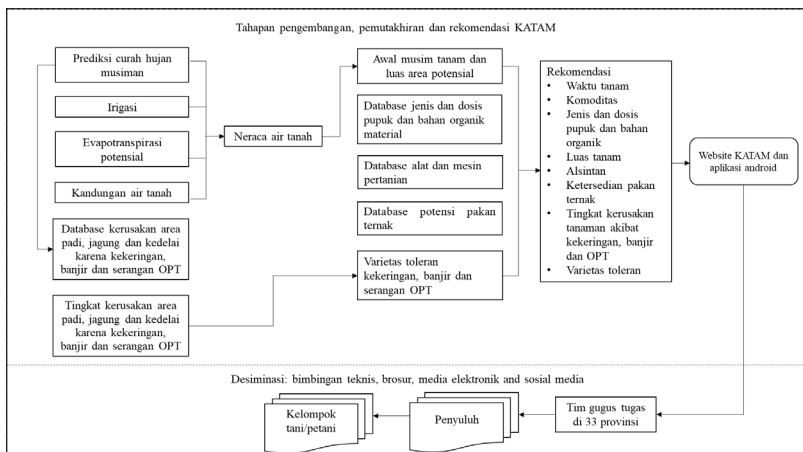 Tahapan pengembangan, pemutakhiran dan rekomendasi KATAM
Prediksi curah hujan
musiman
Irigasi
Evapotranspirasi
potensial
Kandungan air tanah
Database kerusakan area
padi, jagung dan kedelai
karena kekeringan,
banjir dan serangan OPT
Tingkat kerusakan area
padi, jagung dan kedelai
karena kekeringan,
banjir dan serangan OPT
Neraca air tanah
Awal musim tanam dan
luas area potensial
Database jenis dan dosis
pupuk dan bahan organik
material
Database alat dan mesin
pertanian
Database potensi pakan
ternak
Varietas toleran
kekeringan, banjir dan
serangan OPT
Rekomendasi
• Waktu tanam
• Komoditas
• Jenis dan dosis
pupuk dan bahan
organik
• Luas tanam
• Alsintan
• Ketersedian pakan
ternak
• Tingkat kerusakan
tanaman akibat
kekeringan, banjir
dan OPT
• Varietas toleran
Website KATAM dan
aplikasi android
Desiminasi: bimbingan teknis, brosur, media elektronik and sosial media
Kelompok
tani/petani
Penyuluh
Tim gugus tugas
di 33 provinsi